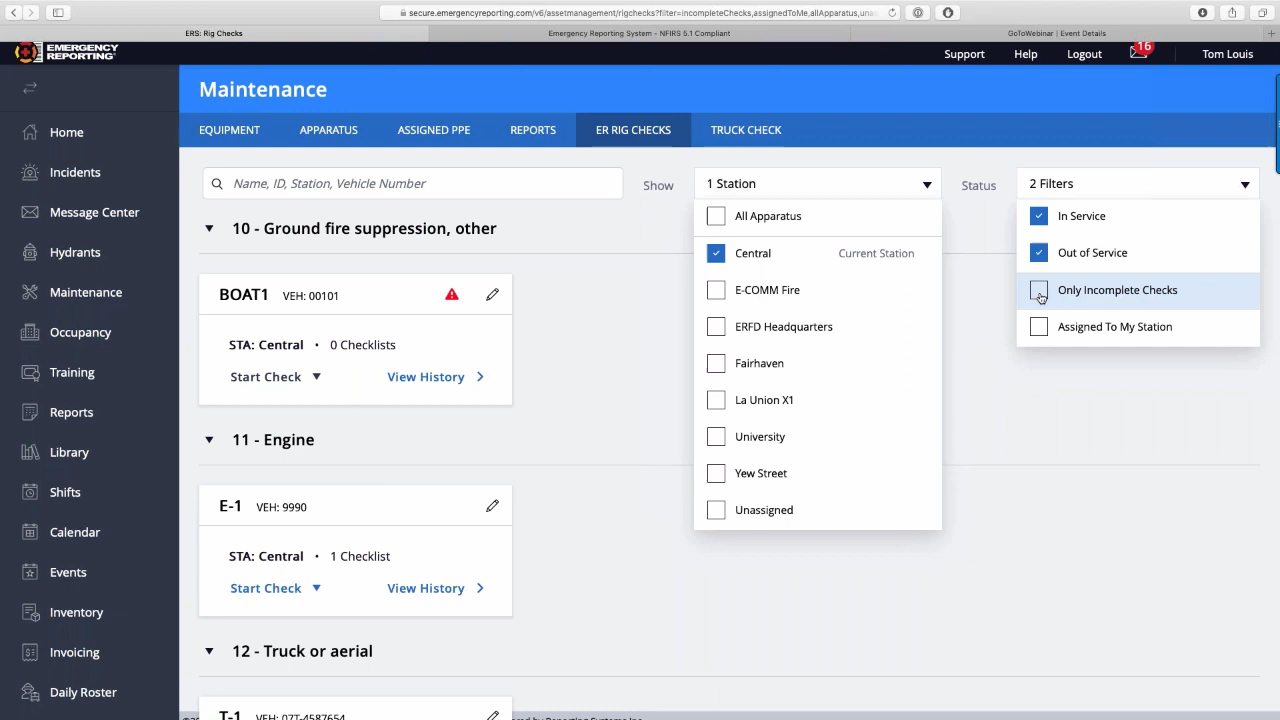 secure.emergencyreporting.com/v6/assetmanagement/rigchecks?filter=incompleteChecks,assignedToMe,allApparatus,una
ERS: Rig Checks
Emergency Reporting System - NFIRS 5.1 Compliant
GoToWebinar | Event Details
EMERGENCY
REPORTING
Support
Help
Logout
16
Tom Louis
Maintenance
EQUIPMENT
APPARATUS
ASSIGNED PPE
REPORTS
ER RIG CHECKS
TRUCK CHECK
Home
Incidents
Message Center
Hydrants
Maintenance
Occupancy
Training
Reports
Library
Shifts
Calendar
Events
Inventory
Invoicing
Daily Roster
Name, ID, Station, Vehicle Number
Show
1 Station
Status
2 Filters
All Apparatus
Central Current Station
E-COMM Fire
ERFD Headquarters
Fairhaven
La Union X1
University
Yew Street
Unassigned
In Service
Out of Service
Only Incomplete Checks
Assigned To My Station
10 - Ground fire suppression, other
BOAT1 VEH: 00101
STA: Central • 0 Checklists
Start Check View History
11 - Engine
E-1 VEH: 9990
STA: Central • 1 Checklist
Start Check View History
12 - Truck or aerial
T-1 VEH: 07T-4587654